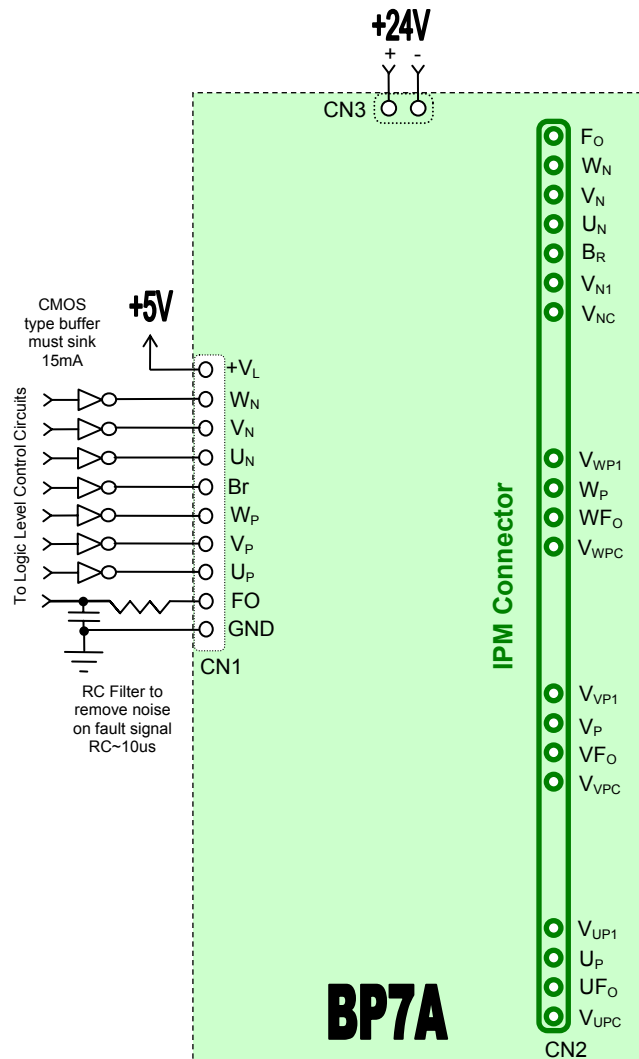 +24V
+ -
CN3
CMOS
type buffer
must sink
15mA
+5V
To Logic Level Control Circuits
+VL
WN
VN
UN
Br
WP
VP
UP
FO
GND
CN1
RC Filter to
remove noise
on fault signal
RC~10us
IPM Connector
FO
WN
VN
UN
BR
VN1
VNC
VWP1
WP
WFO
VWPC
VVP1
VP
VFO
VVPC
VUP1
UP
UFO
VUPC
CN2
BP7A